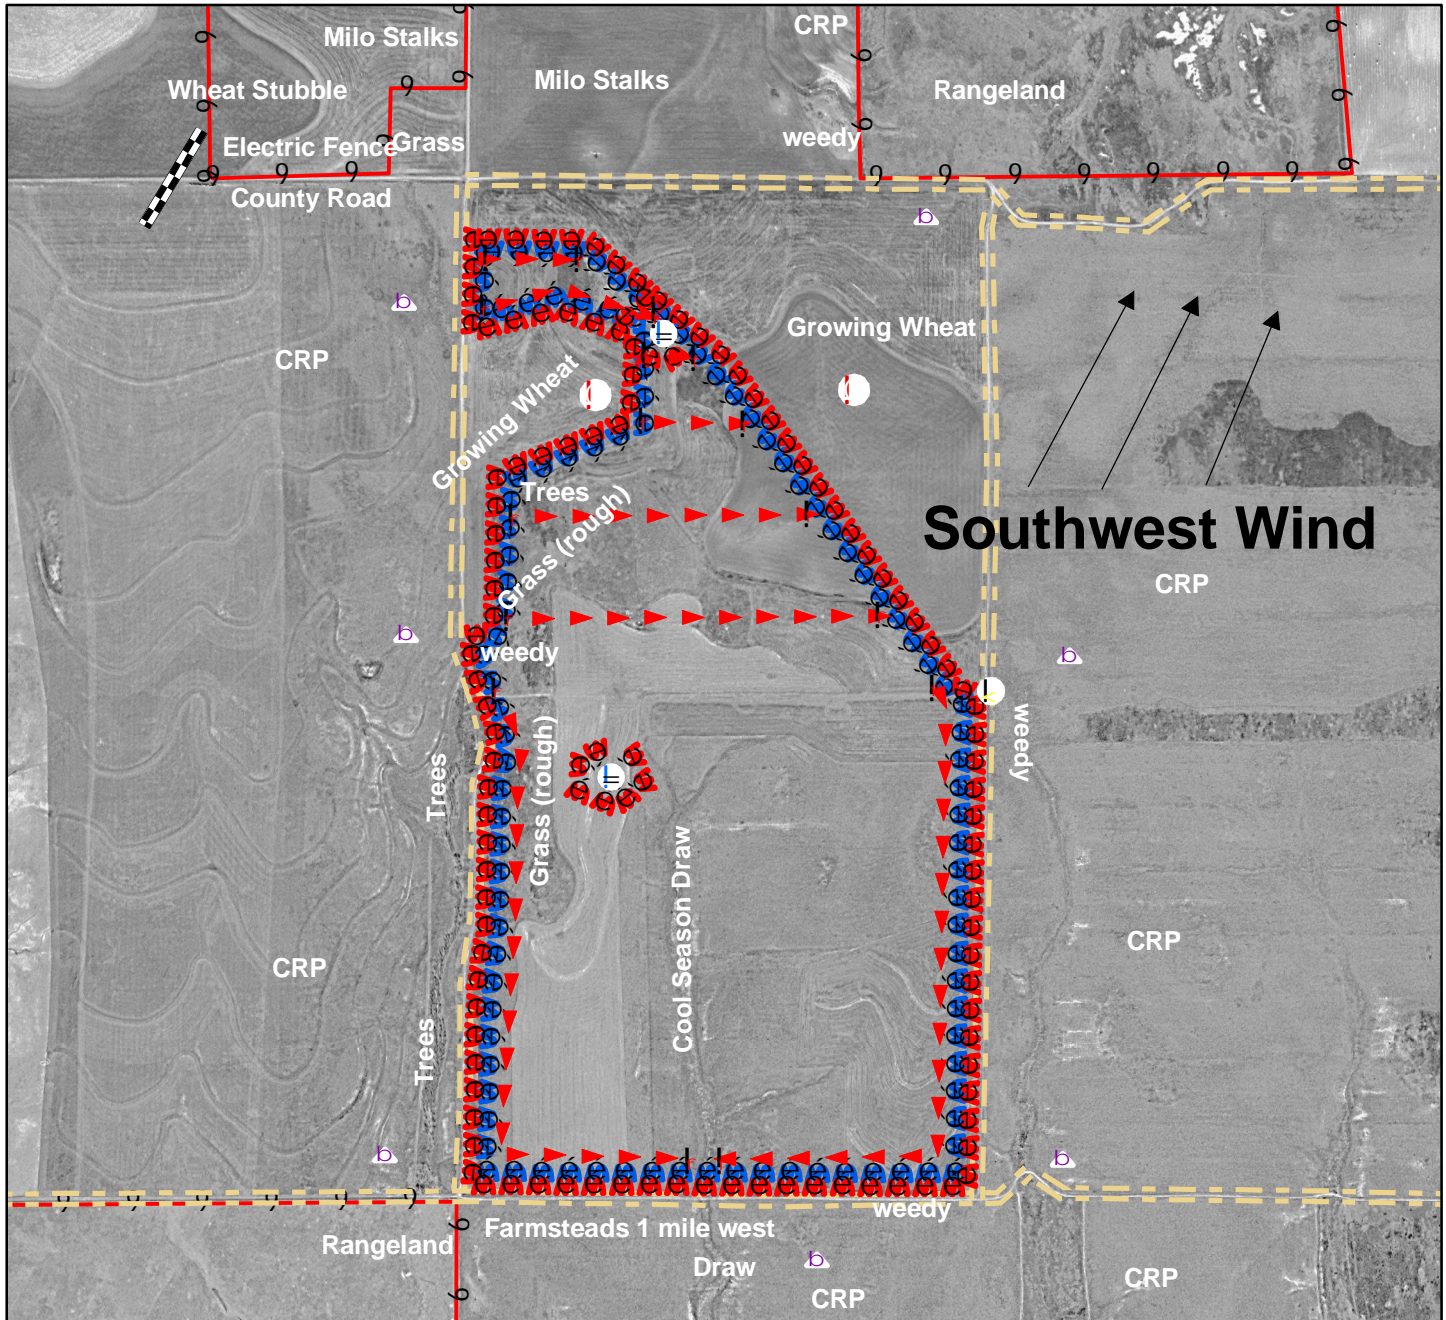 Milo Stalks
CRP
Wheat Stubble
Milo Stalks
Rangeland
Electric Fence
Grass
weedy
County Road
CRP
Growing Wheat
Growing Wheat
Trees
Grass (rough)
Southwest Wind
CRP
weedy
Trees
Grass (rough)
weedy
Cool Season Draw
CRP
CRP
Trees
weedy
Farmsteads 1 mile west
Rangeland
Draw
CRP
CRP